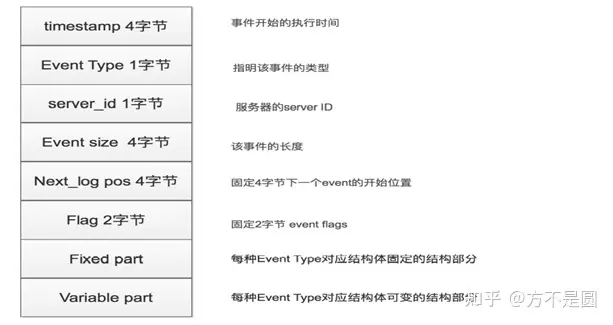 timestamp 4字节 事件开始的执行时间
Event Type 1字节 指明该事件的类型
server_id 1字节 服务器的server ID
Event size 4字节 该事件的长度
Next_log pos 4字节 固定4字节下一个event的开始位置
Flag 2字节 固定2字节 event flags
Fixed part 每种Event Type对应结构体固定的结构部分
Variable part 每种Event Type对应结构体可变的结构部分
知乎 @方不是圆